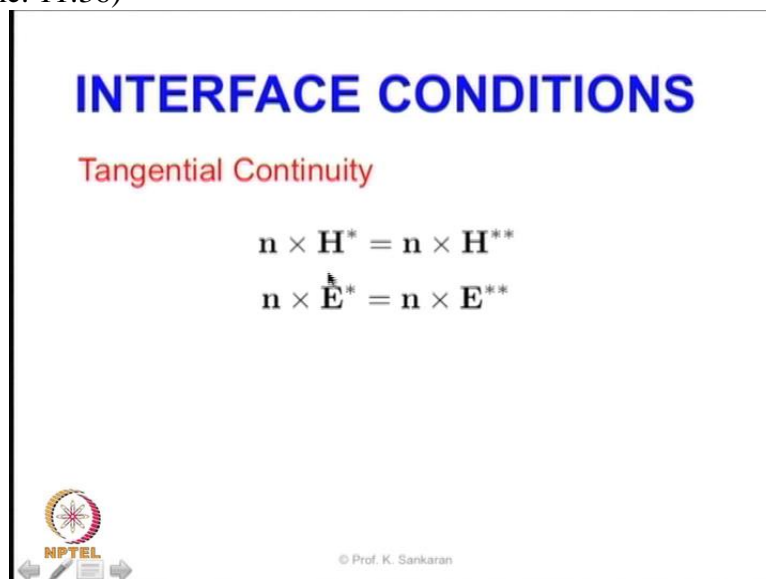 INTERFACE CONDITIONS
Tangential Continuity
n × H* = n × H**
n × E* = n × E**
NPTEL
© Prof. K. Sankaran